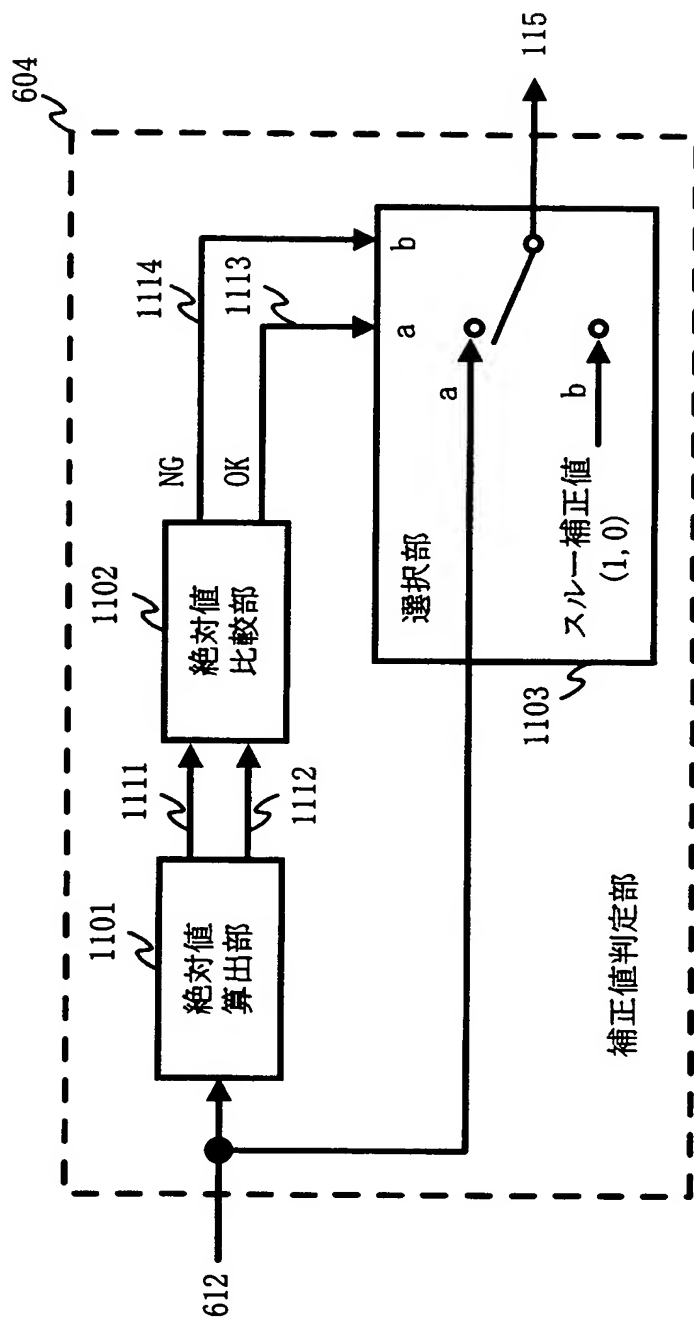 604
612
1101
絶対値
算出部
1111
1112
1102
絶対値
比較部
NG
OK
1114
1113
選択部
a
b
a
スルー補正値
(1,0)
b
1103
115
補正値判定部